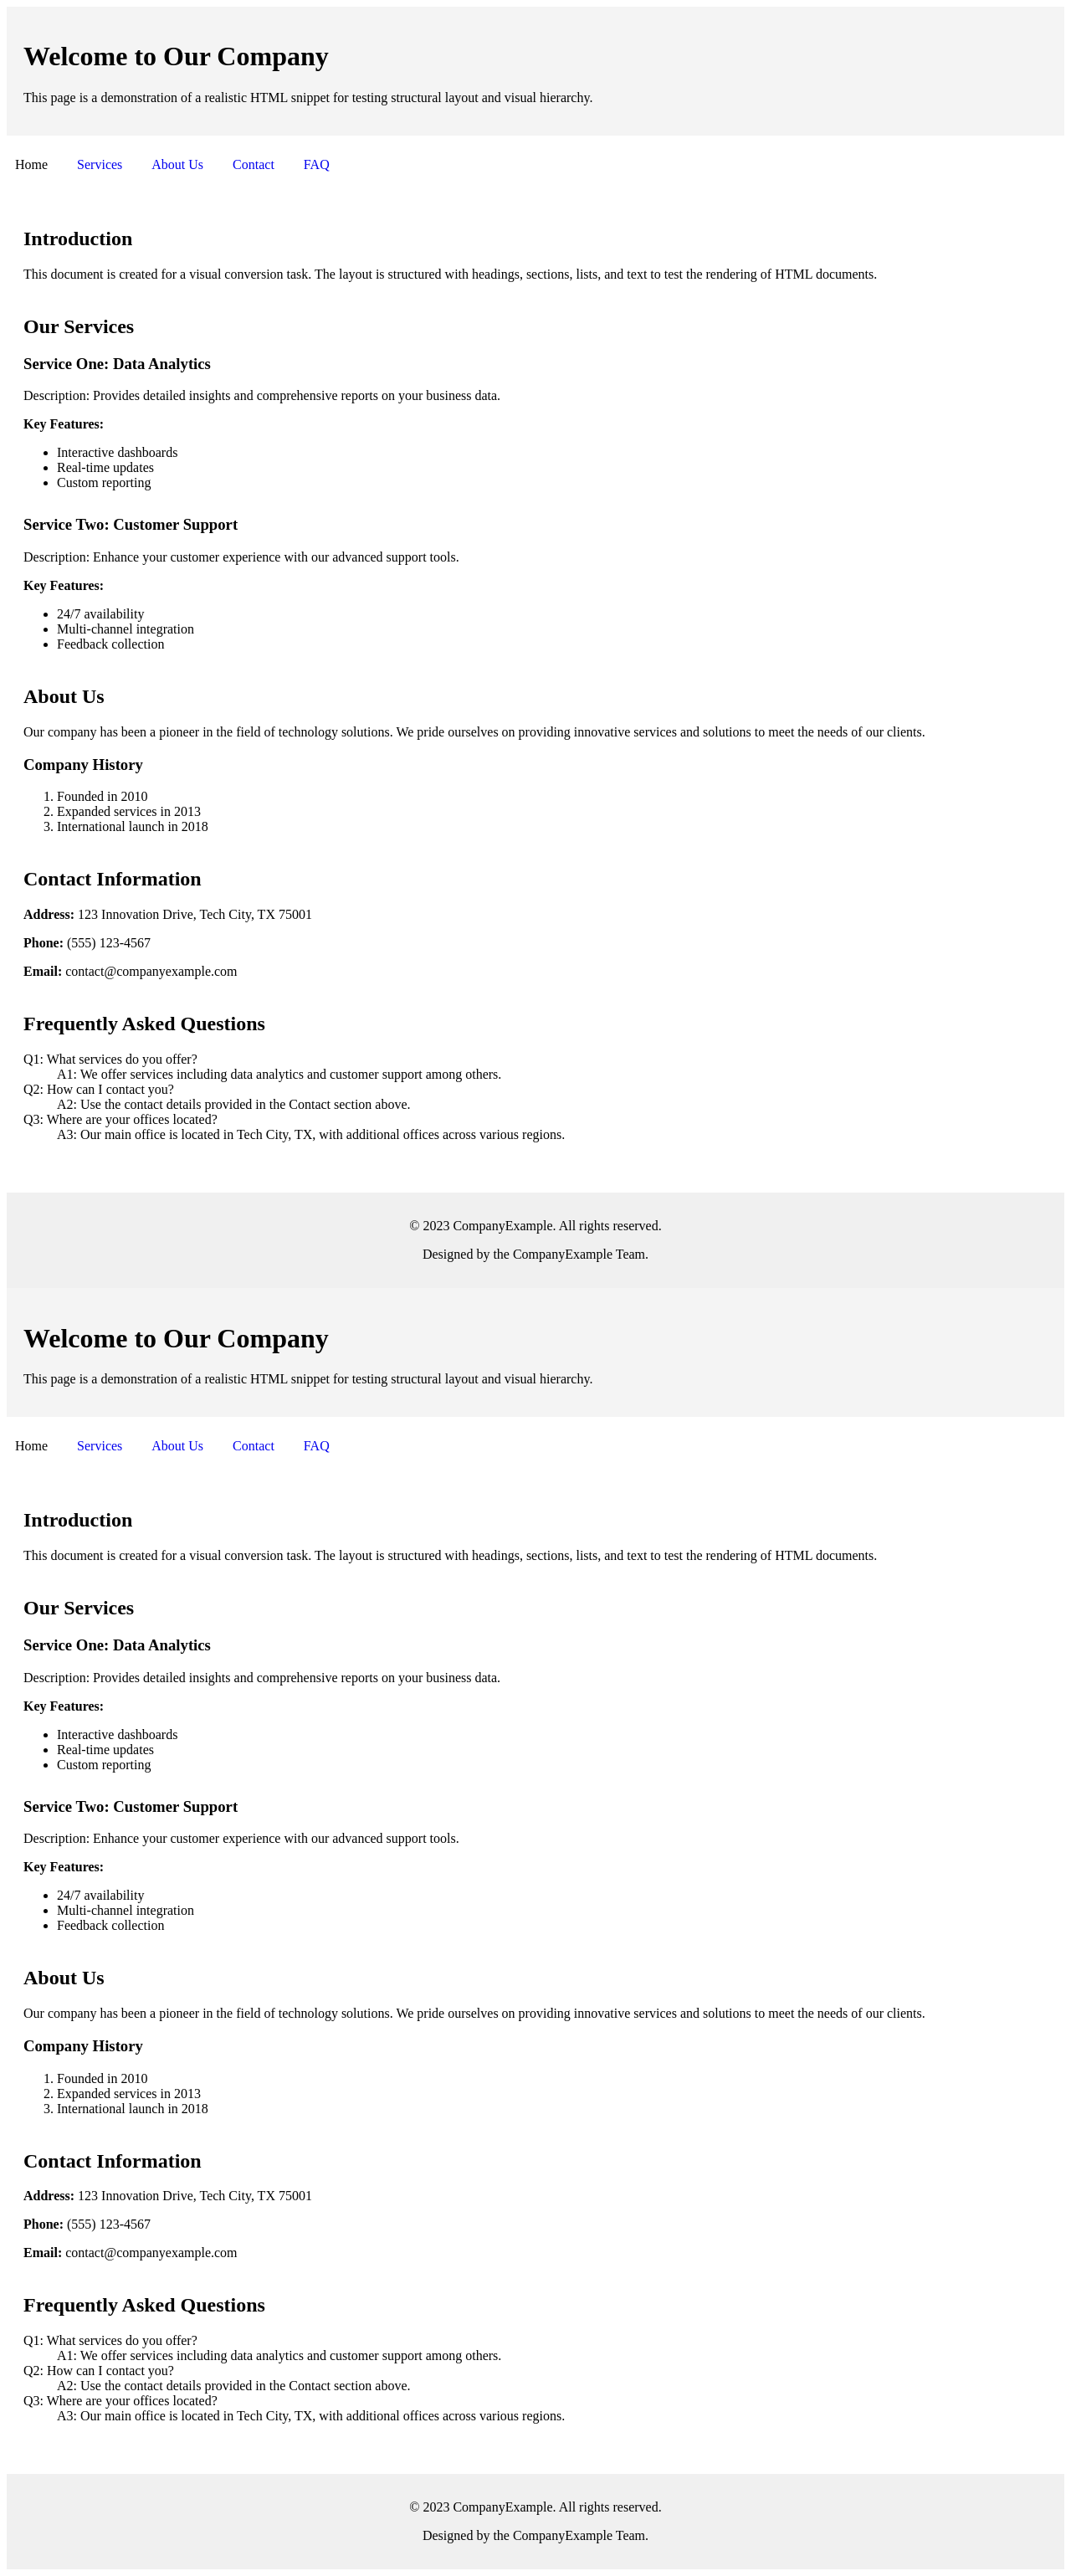 Welcome to Our Company
This page is a demonstration of a realistic HTML snippet for testing structural layout and visual hierarchy.
Home Services About Us Contact FAQ
Introduction
This document is created for a visual conversion task. The layout is structured with headings, sections, lists, and text to test the rendering of HTML documents.
Our Services
Service One: Data Analytics
Description: Provides detailed insights and comprehensive reports on your business data.
Key Features:
• Interactive dashboards
• Real-time updates
• Custom reporting
Service Two: Customer Support
Description: Enhance your customer experience with our advanced support tools.
Key Features:
• 24/7 availability
• Multi-channel integration
• Feedback collection
About Us
Our company has been a pioneer in the field of technology solutions. We pride ourselves on providing innovative services and solutions to meet the needs of our clients.
Company History
1. Founded in 2010
2. Expanded services in 2013
3. International launch in 2018
Contact Information
Address: 123 Innovation Drive, Tech City, TX 75001
Phone: (555) 123-4567
Email: contact@companyexample.com
Frequently Asked Questions
Q1: What services do you offer?
A1: We offer services including data analytics and customer support among others.
Q2: How can I contact you?
A2: Use the contact details provided in the Contact section above.
Q3: Where are your offices located?
A3: Our main office is located in Tech City, TX, with additional offices across various regions.
© 2023 CompanyExample. All rights reserved.
Designed by the CompanyExample Team.
Welcome to Our Company
This page is a demonstration of a realistic HTML snippet for testing structural layout and visual hierarchy.
Home Services About Us Contact FAQ
Introduction
This document is created for a visual conversion task. The layout is structured with headings, sections, lists, and text to test the rendering of HTML documents.
Our Services
Service One: Data Analytics
Description: Provides detailed insights and comprehensive reports on your business data.
Key Features:
• Interactive dashboards
• Real-time updates
• Custom reporting
Service Two: Customer Support
Description: Enhance your customer experience with our advanced support tools.
Key Features:
• 24/7 availability
• Multi-channel integration
• Feedback collection
About Us
Our company has been a pioneer in the field of technology solutions. We pride ourselves on providing innovative services and solutions to meet the needs of our clients.
Company History
1. Founded in 2010
2. Expanded services in 2013
3. International launch in 2018
Contact Information
Address: 123 Innovation Drive, Tech City, TX 75001
Phone: (555) 123-4567
Email: contact@companyexample.com
Frequently Asked Questions
Q1: What services do you offer?
A1: We offer services including data analytics and customer support among others.
Q2: How can I contact you?
A2: Use the contact details provided in the Contact section above.
Q3: Where are your offices located?
A3: Our main office is located in Tech City, TX, with additional offices across various regions.
© 2023 CompanyExample. All rights reserved.
Designed by the CompanyExample Team.